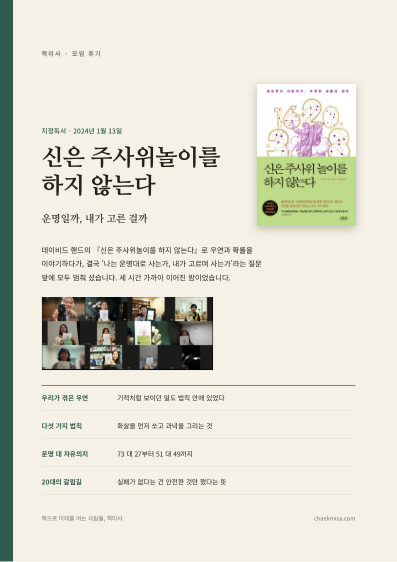 책미사 · 모임 후기
지정독서 · 2024년 1월 13일
신은 주사위놀이를
하지 않는다
운명일까, 내가 고른 걸까
데이비드 핸드의 『신은 주사위놀이를 하지 않는다』로 우연과 확률을
이야기하다가, 결국 '나는 운명대로 사는가, 내가 고르며 사는가'라는 질문
앞에 모두 멈춰 섰습니다. 세 시간 가까이 이어진 밤이었습니다.
신은 주사위 놀이를
하지 않는다
우리가 겪은 우연 기적처럼 보이던 일도 법칙 안에 있었다
다섯 가지 법칙 화살을 먼저 쏘고 과녁을 그리는 것
운명 대 자유의지 73 대 27부터 51 대 49까지
20대의 갈림길 실패가 없다는 건 안전한 것만 했다는 뜻
책으로 미래를 여는 사람들, 책미사
chaekmisa.com